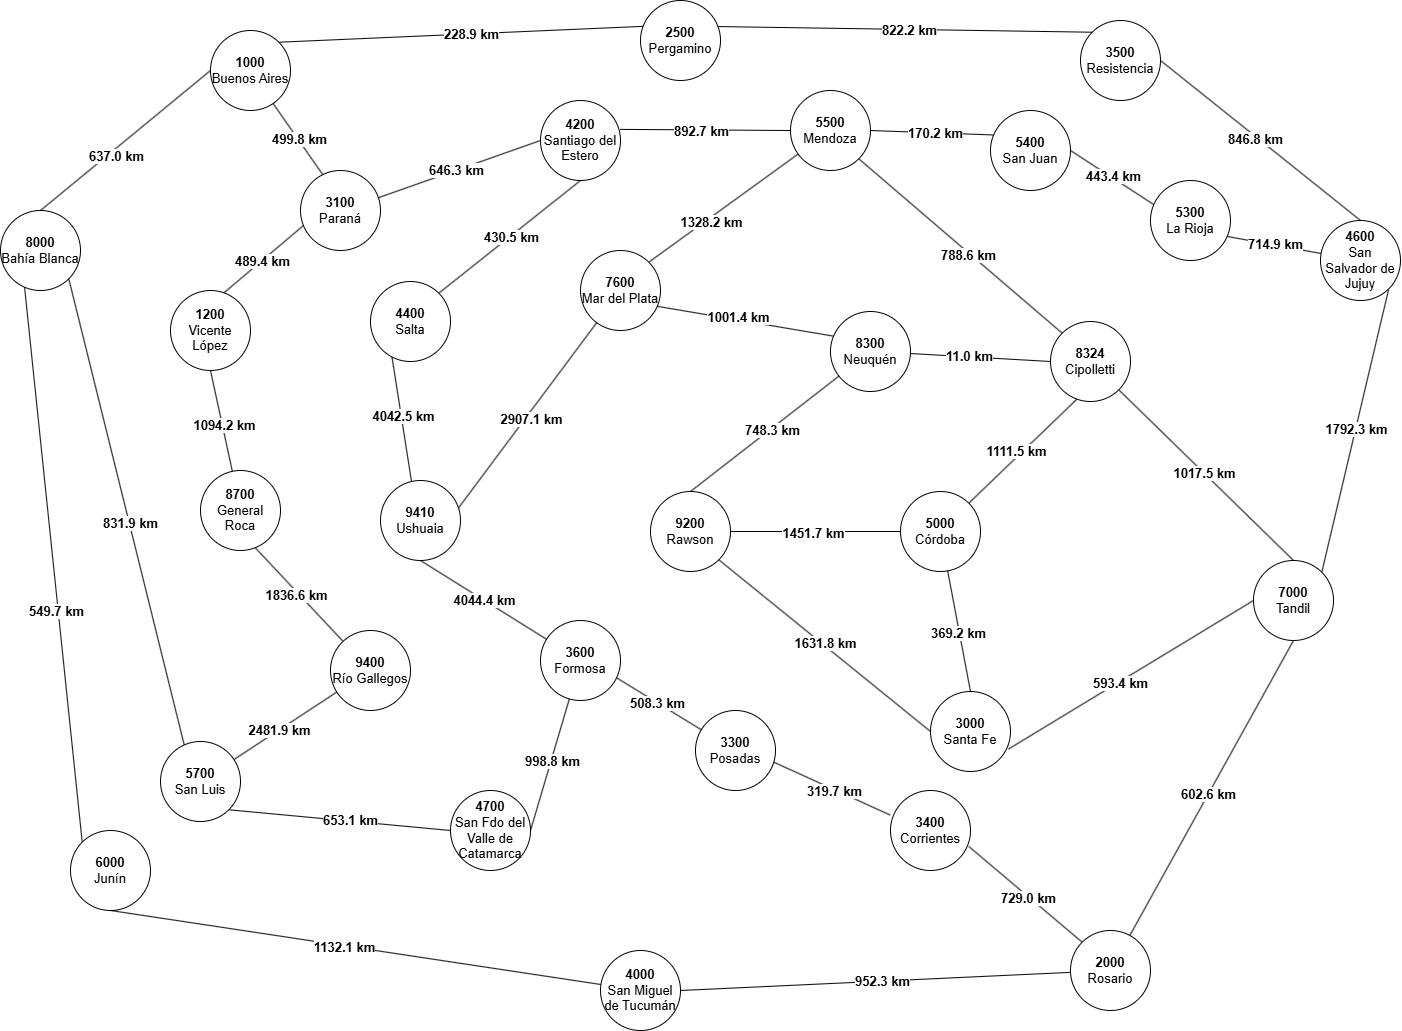 228.9 km
2500
Pergamino
822.2 km
3500
Resistencia
1000
Buenos Aires
499.8 km
637.0 km
4200
Santiago del
Estero
892.7 km
5500
Mendoza
170.2 km
5400
San Juan
846.8 km
646.3 km
443.4 km
3100
Paraná
5300
La Rioja
714.9 km
8000
Bahía Blanca
430.5 km
1328.2 km
788.6 km
4600
San
Salvador de
Jujuy
489.4 km
7600
Mar del Plata
1001.4 km
1200
Vicente
López
4400
Salta
8300
Neuquén
11.0 km
8324
Cipolletti
1094.2 km
4042.5 km
2907.1 km
748.3 km
1111.5 km
1017.5 km
1792.3 km
8700
General
Roca
831.9 km
9410
Ushuaia
9200
Rawson
1451.7 km
5000
Córdoba
7000
Tandil
549.7 km
1836.6 km
4044.4 km
1631.8 km
369.2 km
593.4 km
9400
Río Gallegos
3600
Formosa
508.3 km
2481.9 km
998.8 km
3300
Posadas
3000
Santa Fe
5700
San Luis
653.1 km
4700
San Fdo del
Valle de
Catamarca
319.7 km
3400
Corrientes
602.6 km
6000
Junín
729.0 km
1132.1 km
4000
San Miguel
de Tucumán
952.3 km
2000
Rosario